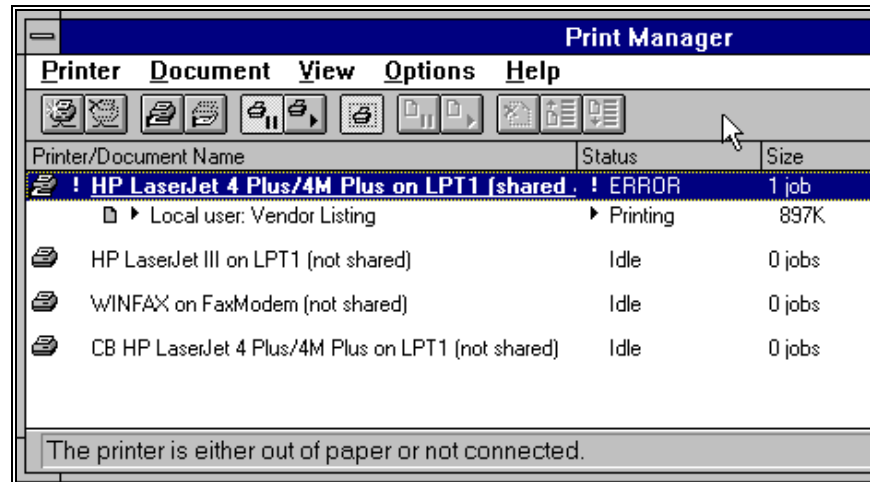 Print Manager
Printer Document View Options Help
Printer/Document Name Status Size
! HP LaserJet 4 Plus/4M Plus on LPT1 (shared . ! ERROR 1 job
Local user: Vendor Listing Printing 897K
HP LaserJet III on LPT1 (not shared) Idle 0 jobs
WINFAX on FaxModem (not shared) Idle 0 jobs
CB HP LaserJet 4 Plus/4M Plus on LPT1 (not shared) Idle 0 jobs
The printer is either out of paper or not connected.